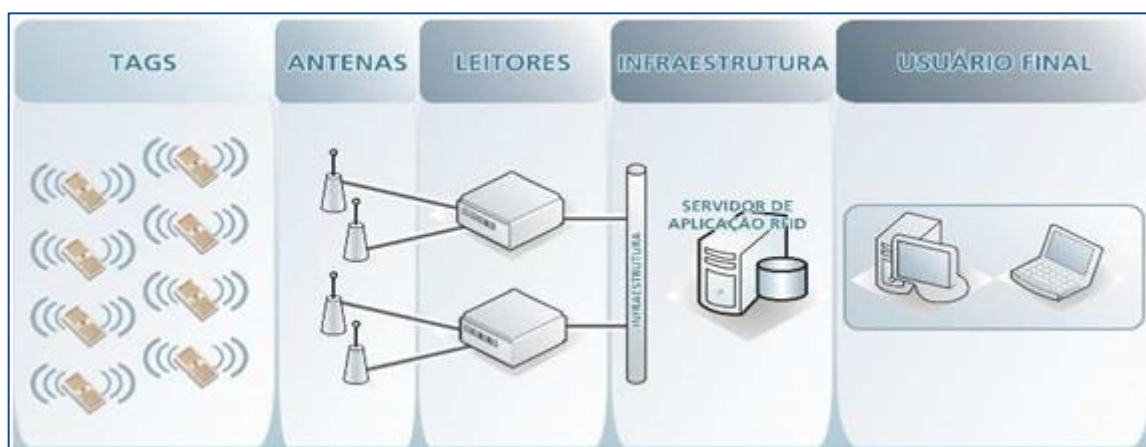 TAGS
ANTENAS
LEITORES
INFRAESTRUTURA
USUÁRIO FINAL
INFRAESTRUTURA
SERVIDOR DE
APLICAÇÃO RFID